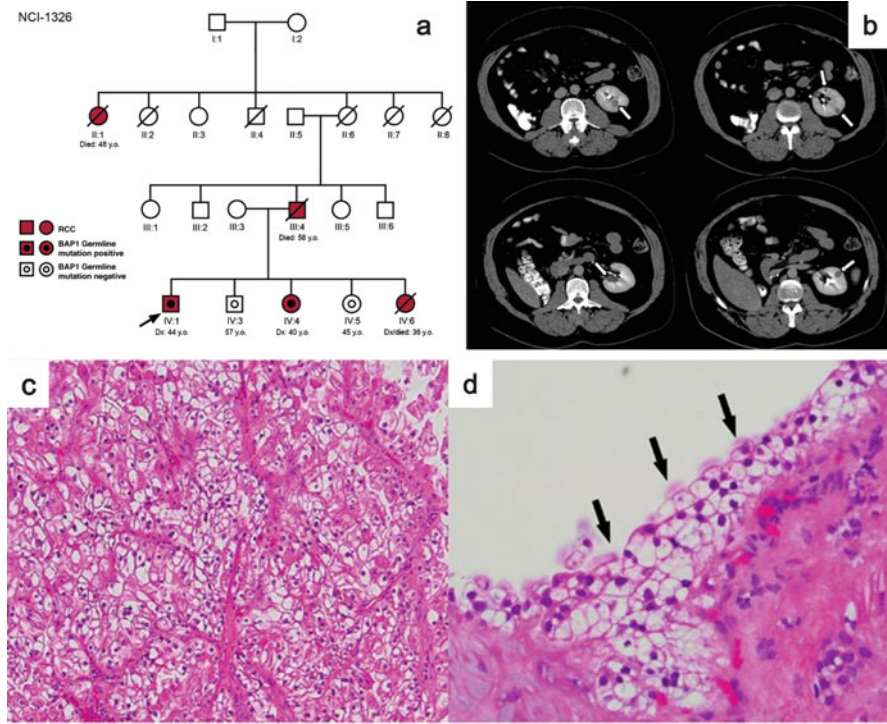 NCI-1326
a
b
I:1
I:2
II:1
II:2
II:3
II:4
II:5
II:6
II:7
II:8
Died: 48 y.o.
III:1
III:2
III:3
III:4
III:5
III:6
Died: 58 y.o.
RCC
BAP1 Germline
mutation positive
BAP1 Germline
mutation negative
IV:1
IV:3
IV:4
IV:5
IV:6
Dx: 44 y.o.
57 y.o.
Dx: 40 y.o.
45 y.o.
Dx/died: 36 y.o.
c
d